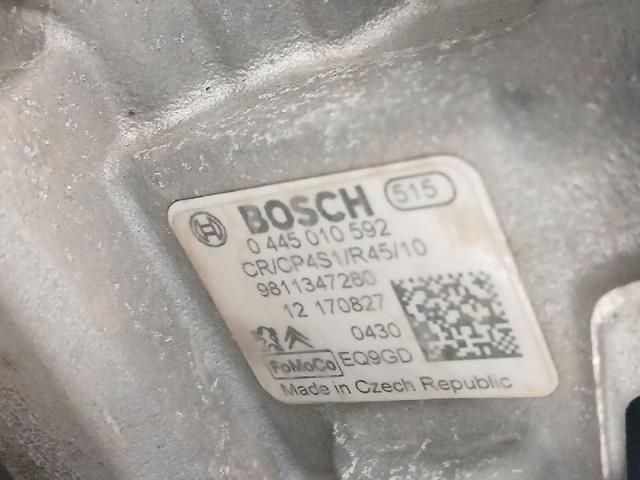 BOSCH 515
0 445 010 592
CR/CP4S1/R45/10
9811347280
12 170827
0430
FoMoCo EQ9GD
Made in Czech Republic